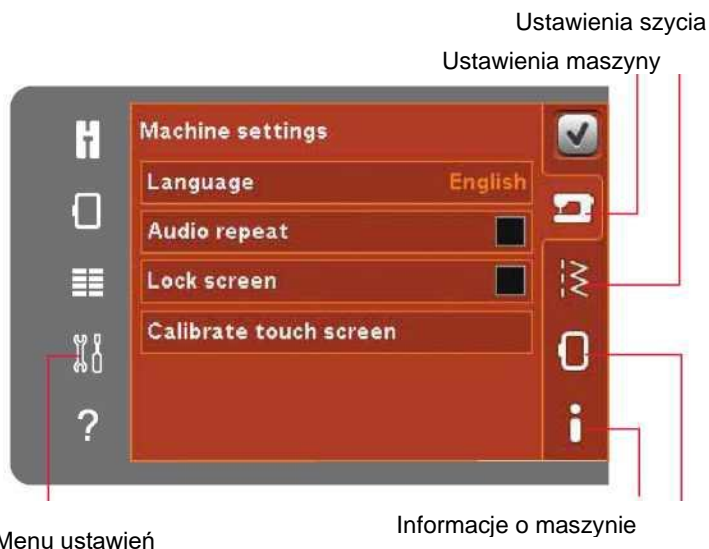 Ustawienia szycia
Ustawienia maszyny
Machine settings
Language English
Audio repeat
Lock screen
Calibrate touch screen
?
Informacje o maszynie
Menu ustawień